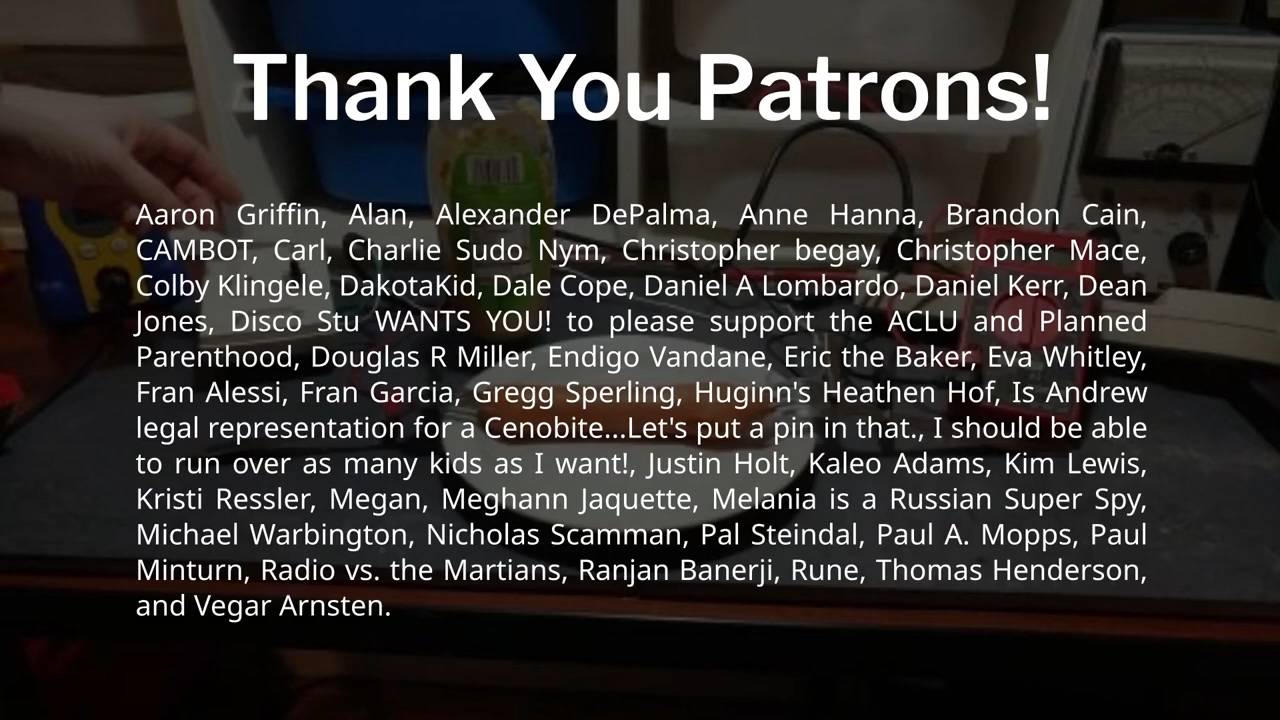 Thank You Patrons!
Aaron Griffin, Alan, Alexander DePalma, Anne Hanna, Brandon Cain,
CAMBOT, Carl, Charlie Sudo Nym, Christopher begay, Christopher Mace,
Colby Klingele, DakotaKid, Dale Cope, Daniel A Lombardo, Daniel Kerr, Dean
Jones, Disco Stu WANTS YOU! to please support the ACLU and Planned
Parenthood, Douglas R Miller, Endigo Vandane, Eric the Baker, Eva Whitley,
Fran Alessi, Fran Garcia, Gregg Sperling, Huginn's Heathen Hof, Is Andrew
legal representation for a Cenobite...Let's put a pin in that., I should be able
to run over as many kids as I want!, Justin Holt, Kaleo Adams, Kim Lewis,
Kristi Ressler, Megan, Meghann Jaquette, Melania is a Russian Super Spy,
Michael Warbington, Nicholas Scamman, Pal Steindal, Paul A. Mopps, Paul
Minturn, Radio vs. the Martians, Ranjan Banerji, Rune, Thomas Henderson,
and Vegar Arnsten.